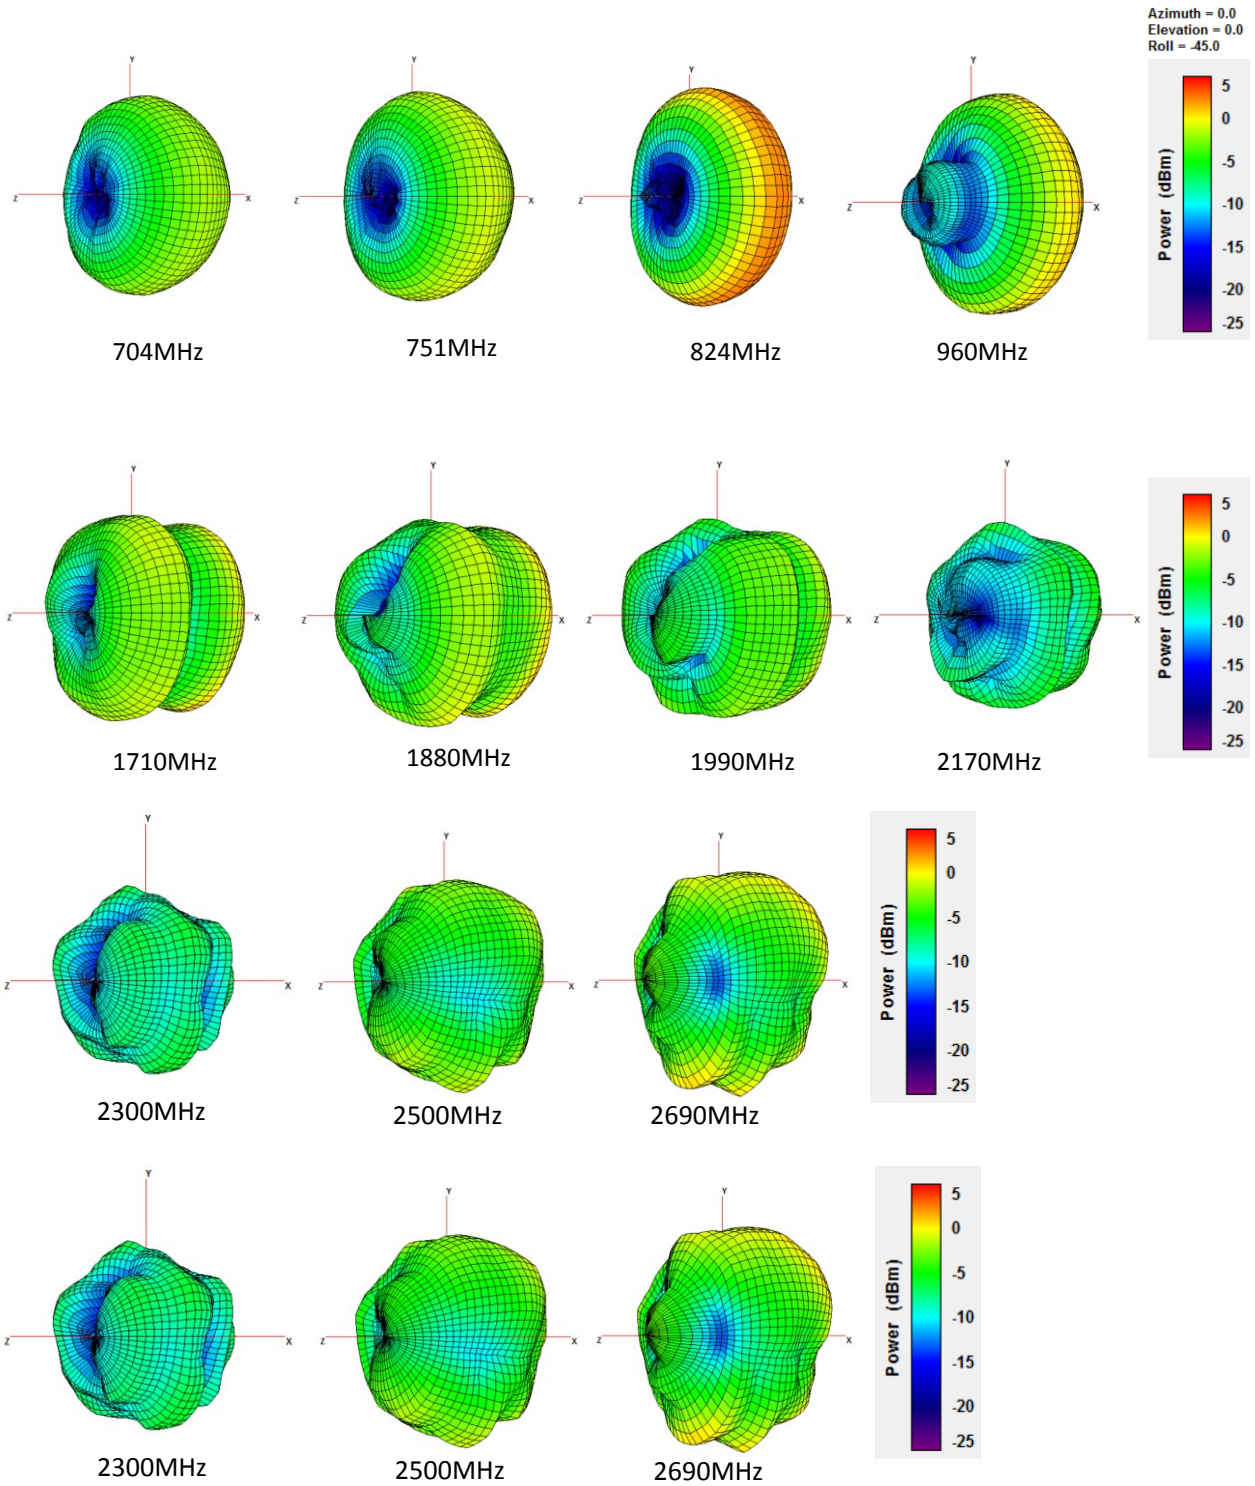 Azimuth = 0.0
Elevation = 0.0
Roll = -45.0
Y
Y
Y
Y
Z
X
Z
X
Z
X
Z
X
Power (dBm)
5
0
-5
-10
-15
-20
-25
704MHz
751MHz
824MHz
960MHz
Y
Y
Y
Y
Z
X
Z
X
Z
X
Z
X
Power (dBm)
5
0
-5
-10
-15
-20
-25
1710MHz
1880MHz
1990MHz
2170MHz
Y
Y
Y
Z
X
Z
X
Z
X
Power (dBm)
5
0
-5
-10
-15
-20
-25
2300MHz
2500MHz
2690MHz
Y
Y
Y
Z
X
Z
X
Z
X
Power (dBm)
5
0
-5
-10
-15
-20
-25
2300MHz
2500MHz
2690MHz